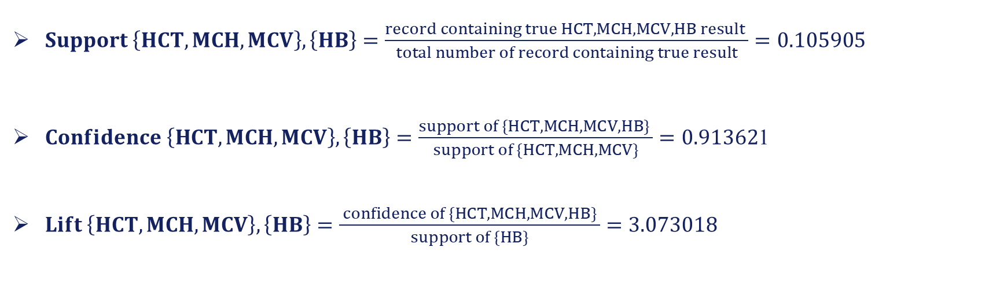 ➢ Support {HCT, MCH, MCV}, {HB} = record containing true HCT,MCH,MCV,HB result / total number of record containing true result = 0.105905
➢ Confidence {HCT, MCH, MCV}, {HB} = support of {HCT,MCH,MCV,HB} / support of {HCT,MCH,MCV} = 0.913621
➢ Lift {HCT, MCH, MCV}, {HB} = confidence of {HCT,MCH,MCV,HB} / support of {HB} = 3.073018